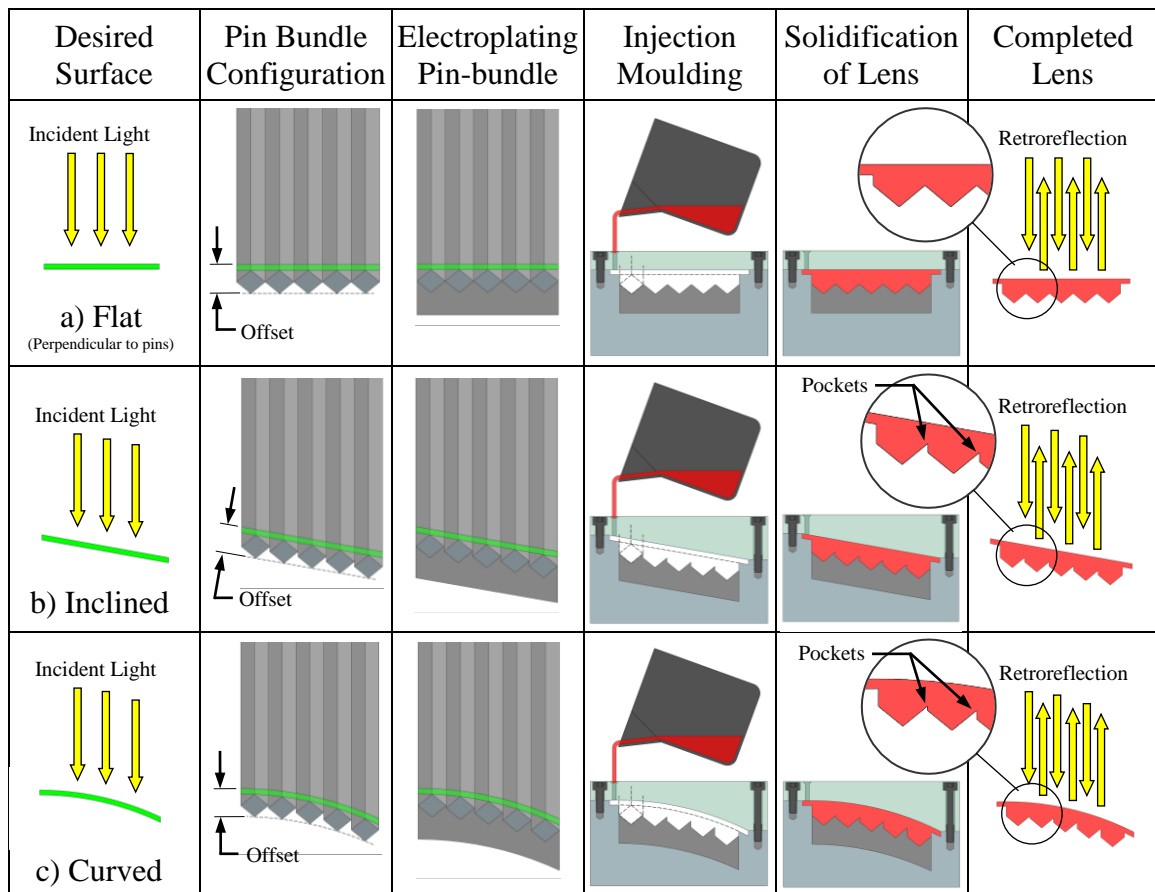 Desired
Surface
Pin Bundle
Configuration
Electroplating
Pin-bundle
Injection
Moulding
Solidification
of Lens
Completed
Lens
Incident Light
a) Flat
(Perpendicular to pins)
Offset
Retroreflection
Incident Light
b) Inclined
Offset
Pockets
Retroreflection
Incident Light
c) Curved
Offset
Pockets
Retroreflection